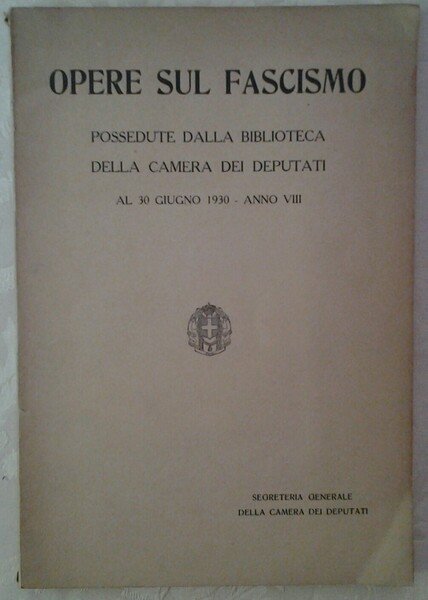 OPERE SUL FASCISMO
POSSEDUTE DALLA BIBLIOTECA
DELLA CAMERA DEI DEPUTATI
AL 30 GIUGNO 1930 - ANNO VIII
SEGRETERIA GENERALE
DELLA CAMERA DEI DEPUTATI